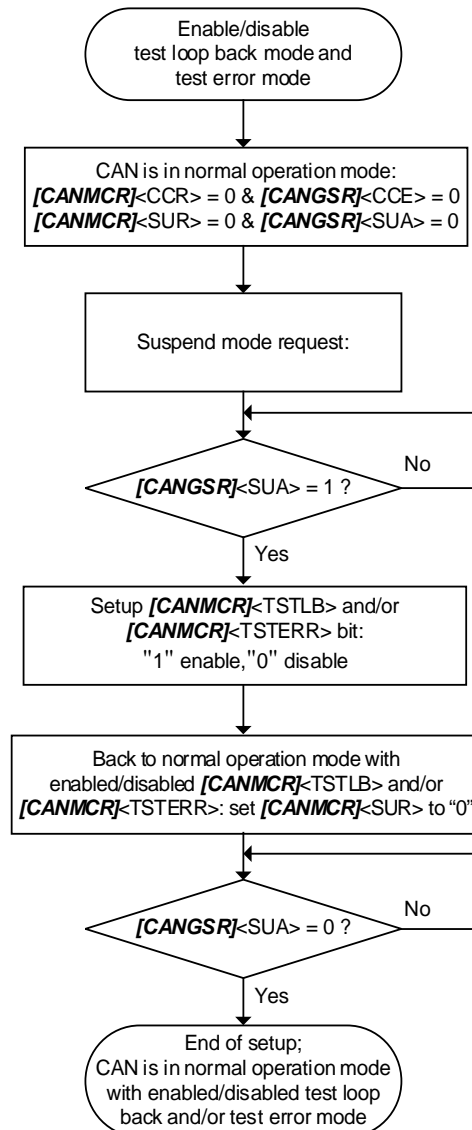 Enable/disable
test loop back mode and
test error mode
CAN is in normal operation mode:
[CANMCR]<CCR> = 0 & [CANGSR]<CCE> = 0
[CANMCR]<SUR> = 0 & [CANGSR]<SUA> = 0
Suspend mode request:
[CANGSR]<SUA> = 1 ?
No
Yes
Setup [CANMCR]<TSTLB> and/or
[CANMCR]<TSTERR> bit:
"1" enable,"0" disable
Back to normal operation mode with
enabled/disabled [CANMCR]<TSTLB> and/or
[CANMCR]<TSTERR>: set [CANMCR]<SUR> to “0”
[CANGSR]<SUA> = 0 ?
No
Yes
End of setup;
CAN is in normal operation mode
with enabled/disabled test loop
back and/or test error mode